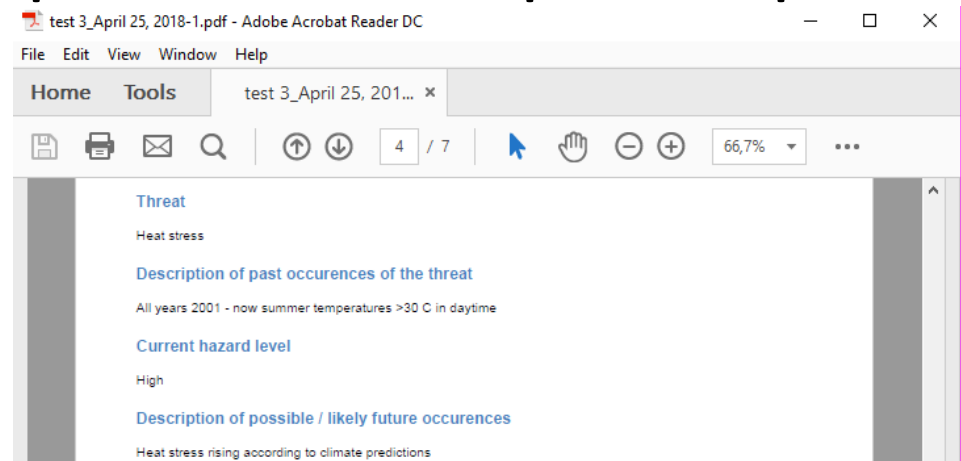 test 3_April 25, 2018-1.pdf - Adobe Acrobat Reader DC
File Edit View Window Help
Home Tools test 3_April 25, 201... ×
4 / 7 66,7%
Threat
Heat stress
Description of past occurences of the threat
All years 2001 - now summer temperatures >30 C in daytime
Current hazard level
High
Description of possible / likely future occurences
Heat stress rising according to climate predictions